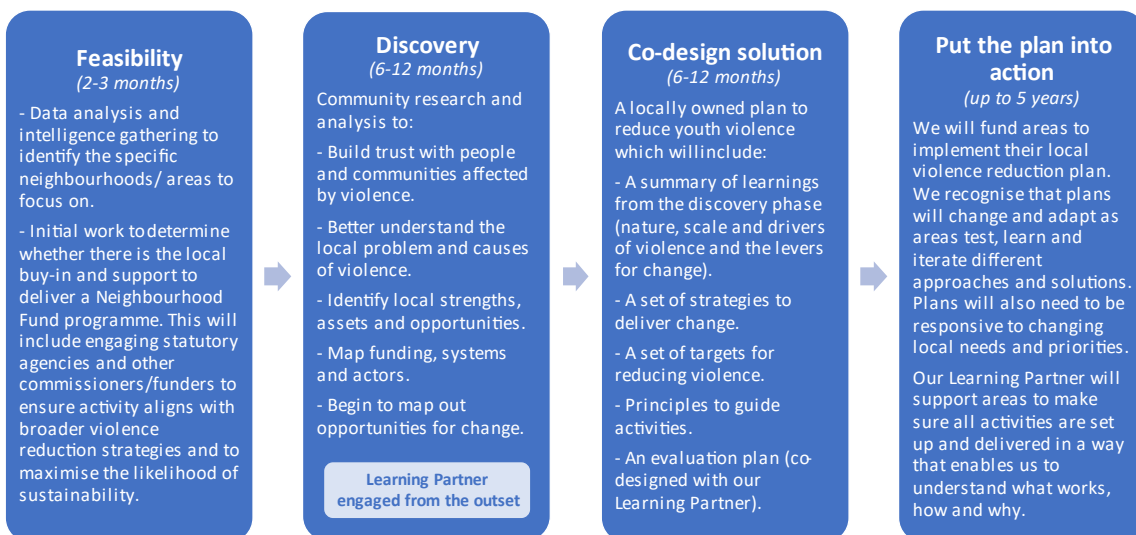 Feasibility
(2-3 months)
- Data analysis and
intelligence gathering to
identify the specific
neighbourhoods/ areas to
focus on.
- Initial work to determine
whether there is the local
buy-in and support to
deliver a Neighbourhood
Fund programme. This will
include engaging statutory
agencies and other
commissioners/funders to
ensure activity aligns with
broader violence
reduction strategies and to
maximise the likelihood of
sustainability.
Discovery
(6-12 months)
Community research and
analysis to:
- Build trust with people
and communities affected
by violence.
- Better understand the
local problem and causes
of violence.
- Identify local strengths,
assets and opportunities.
- Map funding, systems
and actors.
- Begin to map out
opportunities for change.
Learning Partner
engaged from the outset
Co-design solution
(6-12 months)
A locally owned plan to
reduce youth violence
which will include:
- A summary of learnings
from the discovery phase
(nature, scale and drivers
of violence and the levers
for change).
- A set of strategies to
deliver change.
- A set of targets for
reducing violence.
- Principles to guide
activities.
- An evaluation plan (co-
designed with our
Learning Partner).
Put the plan into
action
(up to 5 years)
We will fund areas to
implement their local
violence reduction plan.
We recognise that plans
will change and adapt as
areas test, learn and
iterate different
approaches and solutions.
Plans will also need to be
responsive to changing
local needs and priorities.
Our Learning Partner will
support areas to make
sure all activities are set
up and delivered in a way
that enables us to
understand what works,
how and why.